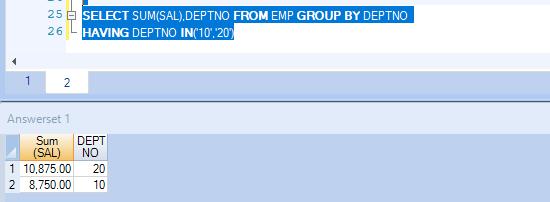 25 SELECT SUM(SAL),DEPTNO FROM EMP GROUP BY DEPTNO
26 HAVING DEPTNO IN('10','20')
1 2
Answerset 1
Sum (SAL) DEPT NO
1 10,875.00 20
2 8,750.00 10